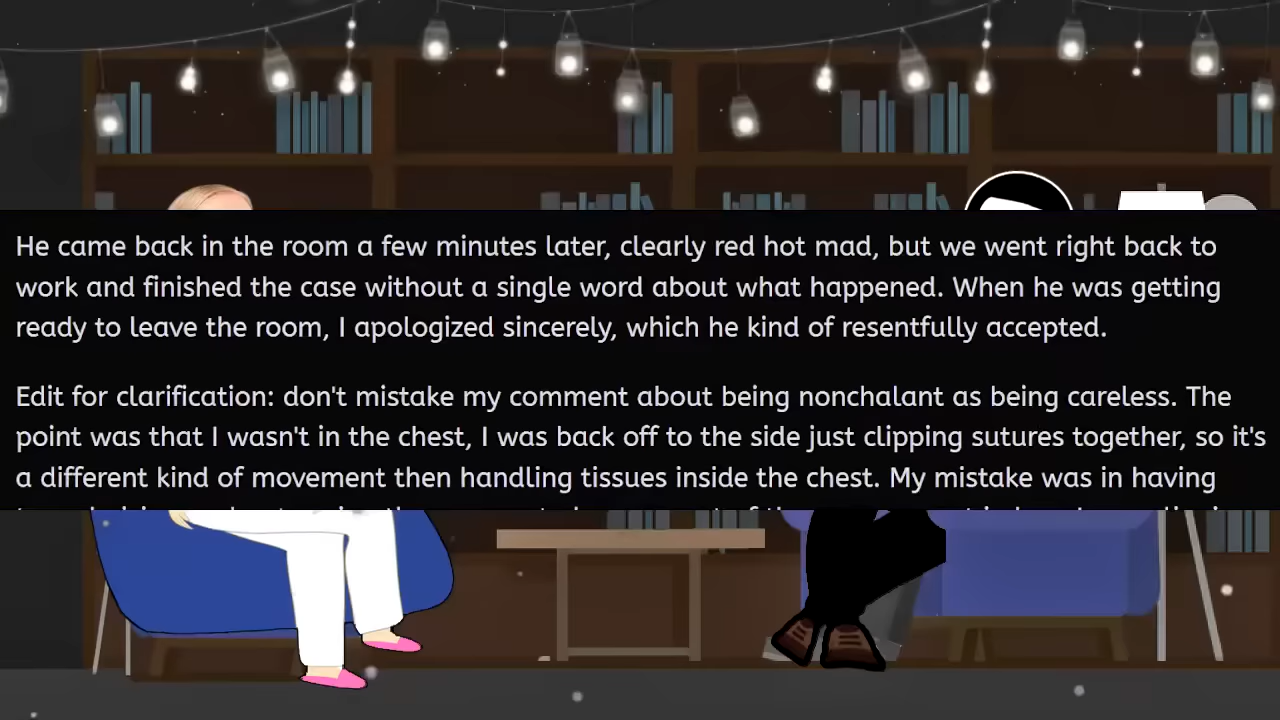 He came back in the room a few minutes later, clearly red hot mad, but we went right back to
work and finished the case without a single word about what happened. When he was getting
ready to leave the room, I apologized sincerely, which he kind of resentfully accepted.
Edit for clarification: don't mistake my comment about being nonchalant as being careless. The
point was that I wasn't in the chest, I was back off to the side just clipping sutures together, so it's
a different kind of movement then handling tissues inside the chest. My mistake was in having